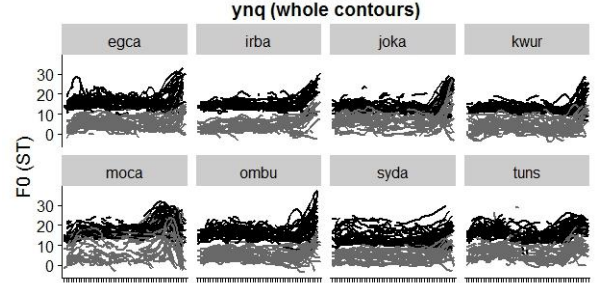 ynq (whole contours)
egca irba joka kwur
30
20
10
0
F0 (ST)
moca ombu syda tuns
30
20
10
0